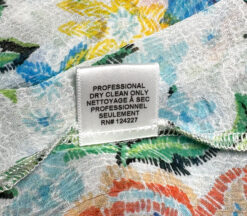 PROFESSIONAL
DRY CLEAN ONLY
NETTOYAGE À SEC
PROFESSIONNEL
SEULEMENT
RN# 124227